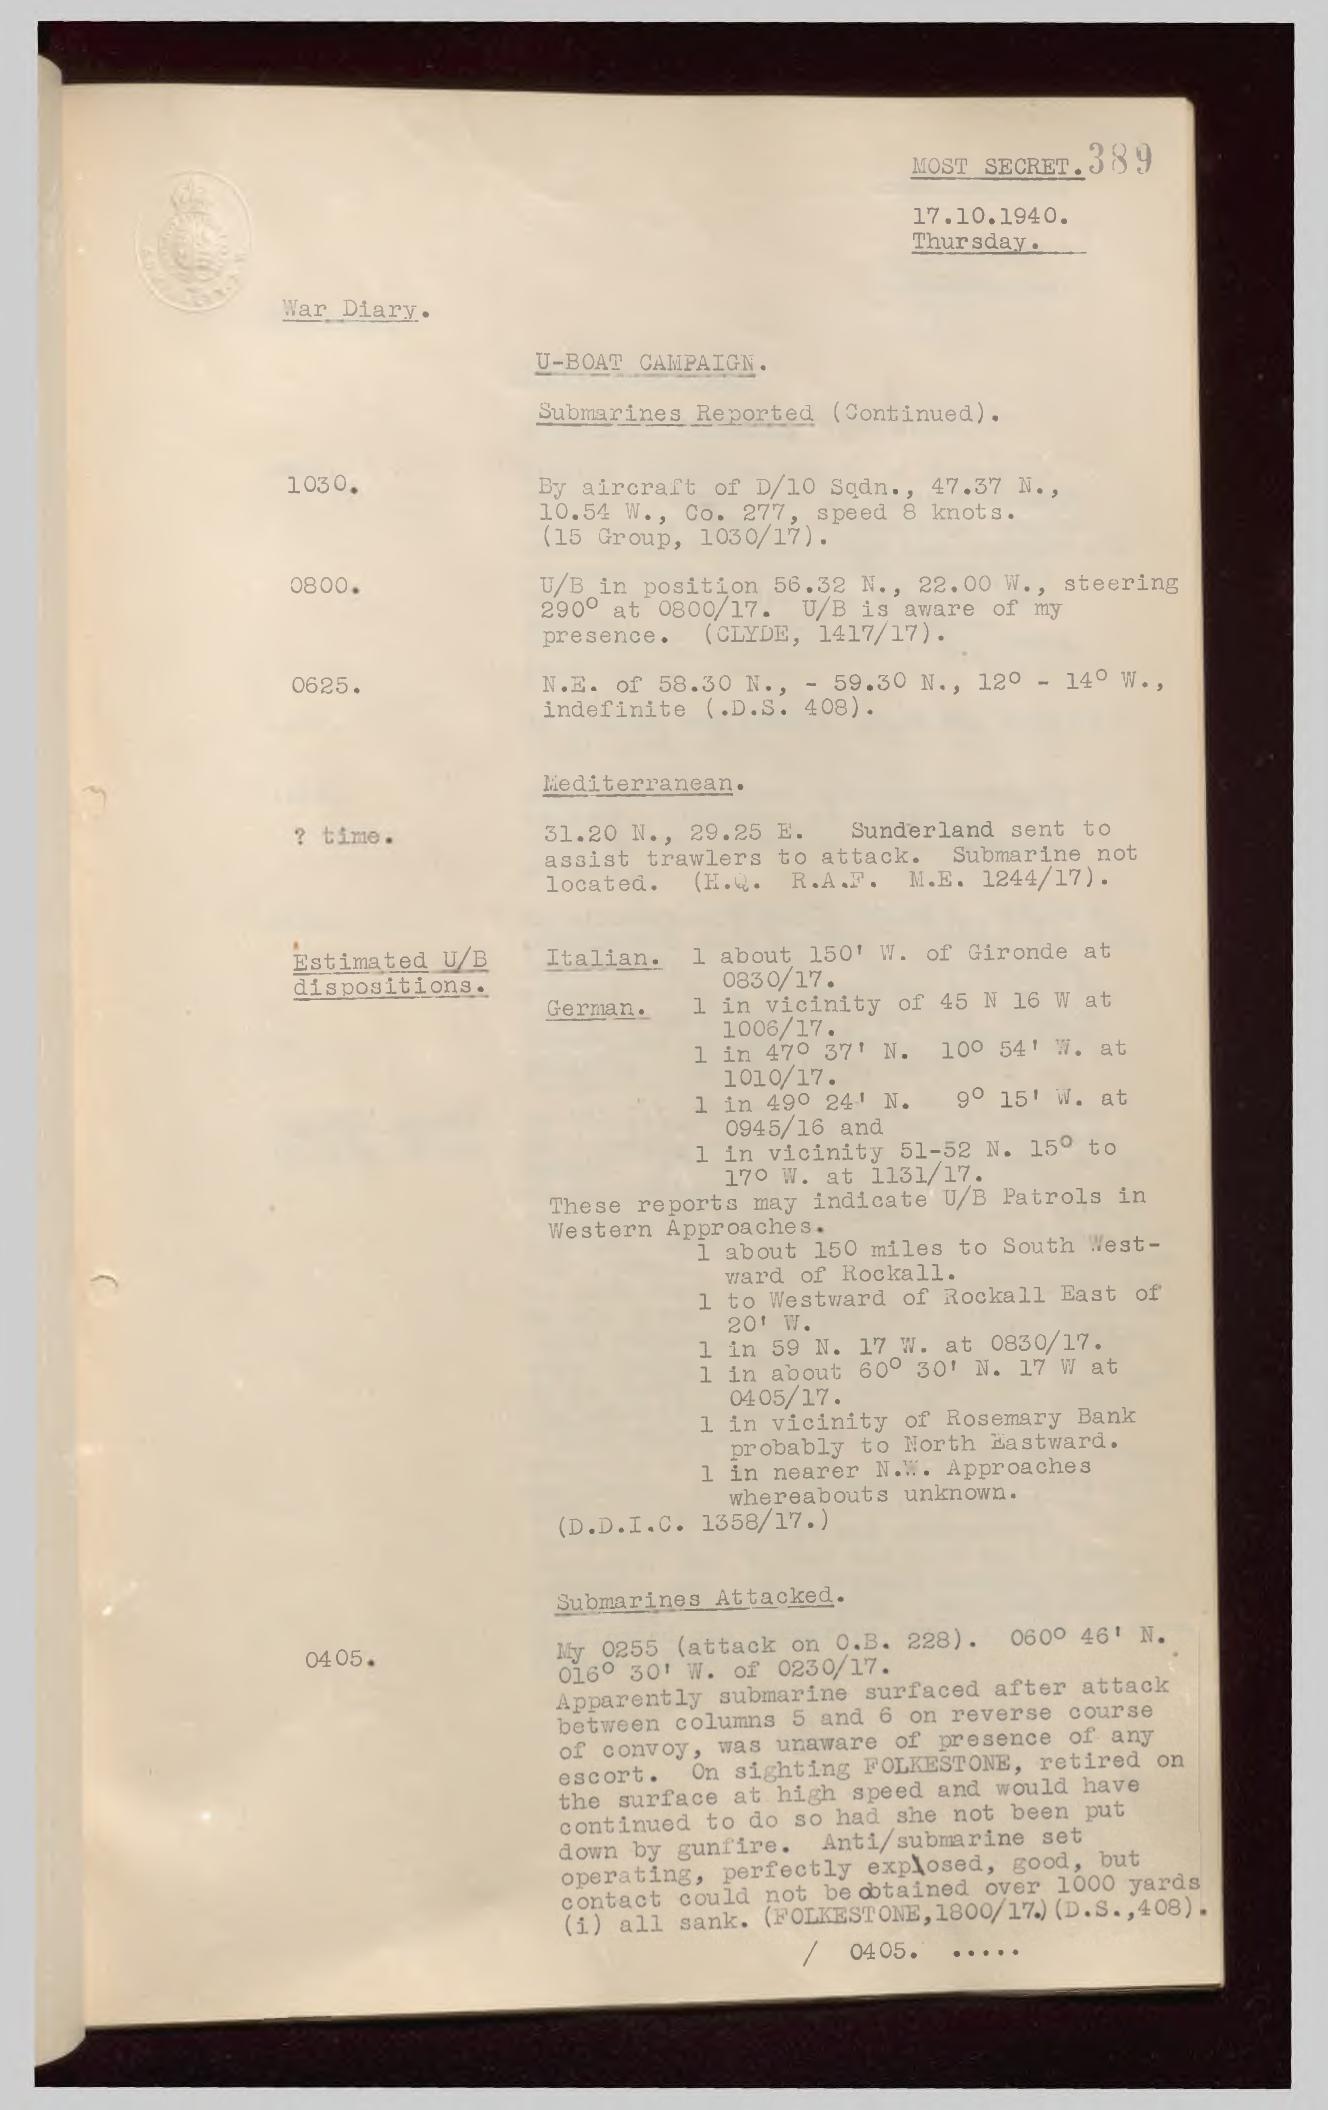 MOST SECRET. 389
17.10.1940.
Thursday.
War Diary.
U-BOAT CAMPAIGN.
Submarines Reported (Continued).
1030. By aircraft of D/10 Sqdn., 47.37 N.,
10.54 W., Co. 277, speed 8 knots.
(15 Group, 1030/17).
0800. U/B in position 56.32 N., 22.00 W., steering
290° at 0800/17. U/B is aware of my
presence. (CLYDE, 1417/17).
0625. N.E. of 58.30 N., - 59.30 N., 12° - 14° W.,
indefinite (.D.S. 408).
Mediterranean.
? time. 31.20 N., 29.25 E. Sunderland sent to
assist trawlers to attack. Submarine not
located. (H.Q. R.A.F. M.E. 1244/17).
Estimated U/B
dispositions.
Italian. 1 about 150' W. of Gironde at
0830/17.
German. 1 in vicinity of 45 N 16 W at
1006/17.
1 in 47° 37' N. 10° 54' W. at
1010/17.
1 in 49° 24' N. 9° 15' W. at
0945/16 and
1 in vicinity 51-52 N. 15° to
17° W. at 1131/17.
These reports may indicate U/B Patrols in
Western Approaches.
1 about 150 miles to South West-
ward of Rockall.
1 to Westward of Rockall East of
20' W.
1 in 59 N. 17 W. at 0830/17.
1 in about 60° 30' N. 17 W at
0405/17.
1 in vicinity of Rosemary Bank
probably to North Eastward.
1 in nearer N.W. Approaches
whereabouts unknown.
(D.D.I.C. 1358/17.)
Submarines Attacked.
0405. My 0255 (attack on O.B. 228). 060° 46' N.
016° 30' W. of 0230/17.
Apparently submarine surfaced after attack
between columns 5 and 6 on reverse course
of convoy, was unaware of presence of any
escort. On sighting FOLKESTONE, retired on
the surface at high speed and would have
continued to do so had she not been put
down by gunfire. Anti/submarine set
operating, perfectly explosed, good, but
contact could not be obtained over 1000 yards
(i) all sank. (FOLKESTONE,1800/17.)(D.S.,408).
/ 0405. .....